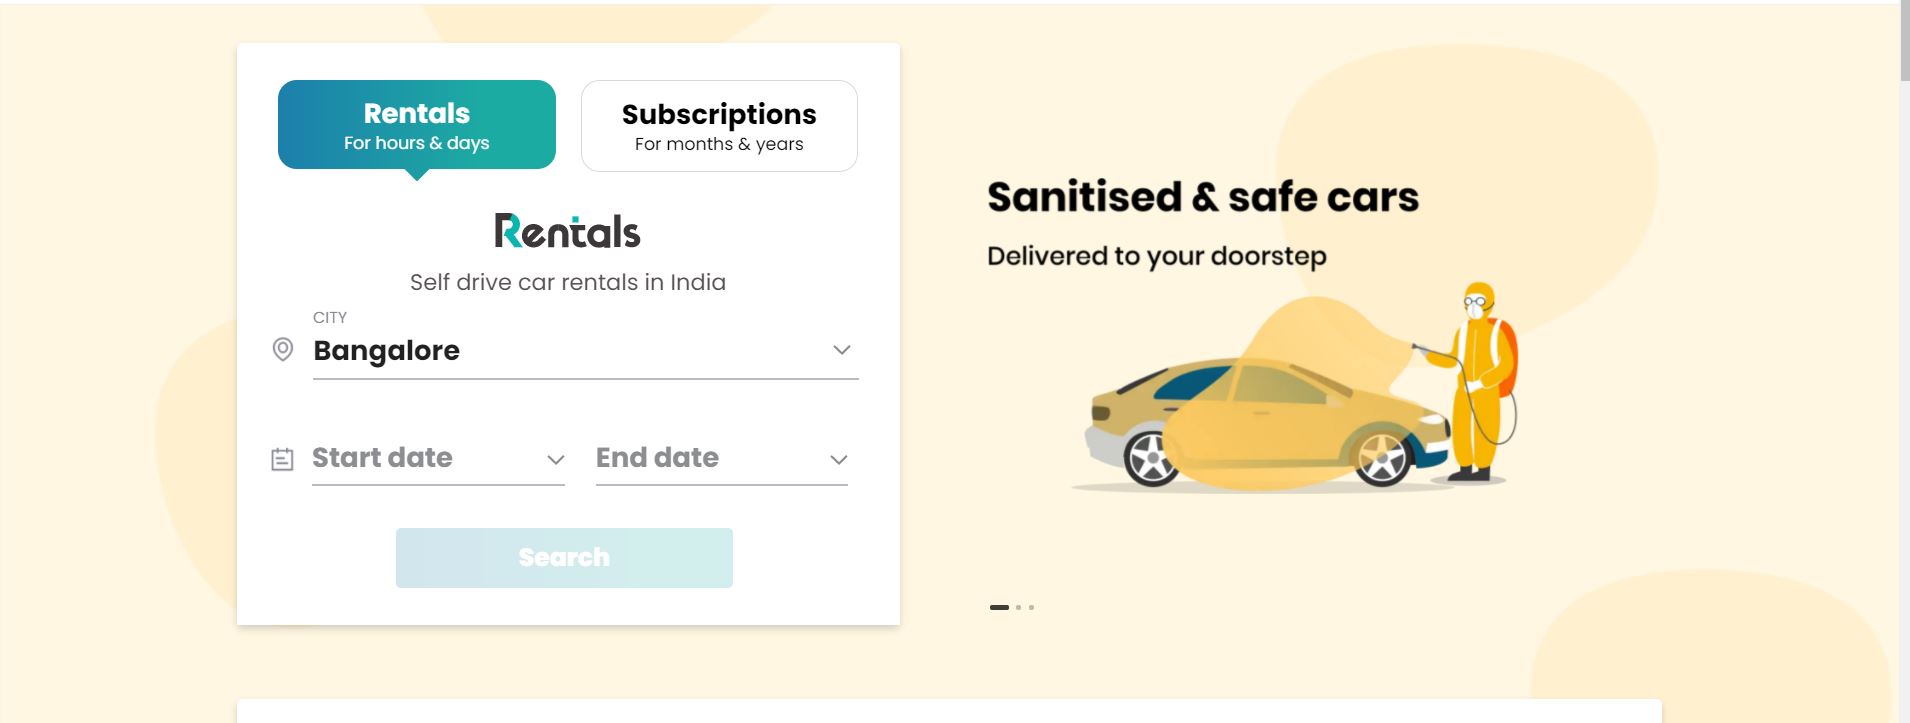 Rentals
For hours & days
Subscriptions
For months & years
Rentals
Self drive car rentals in India
CITY
Bangalore
Start date
End date
Search
Sanitised & safe cars
Delivered to your doorstep